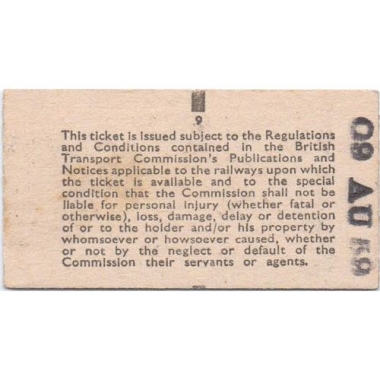 9
This ticket is issued subject to the Regulations
and Conditions contained in the British
Transport Commission's Publications and
Notices applicable to the railways upon which
the ticket is available and to the special
condition that the Commission shall not be
liable for personal injury (whether fatal or
otherwise), loss, damage, delay or detention
of or to the holder and/or his property by
whomsoever or howsoever caused, whether
or not by the neglect or default of the
Commission their servants or agents.
09 AU 59